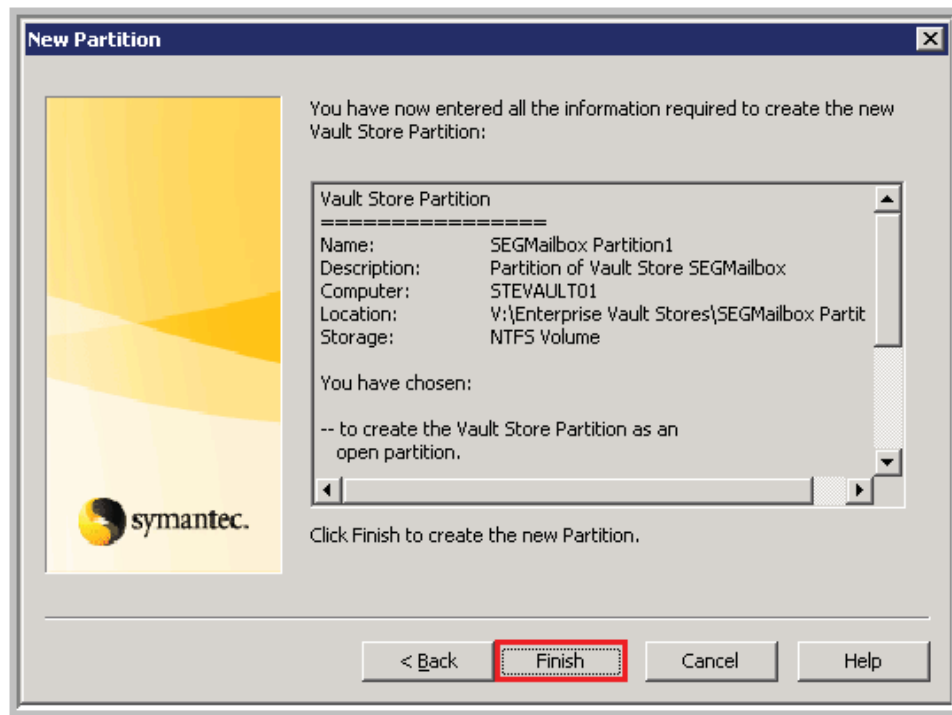 New Partition
You have now entered all the information required to create the new
Vault Store Partition:
Vault Store Partition
================
Name: SEGMailbox Partition1
Description: Partition of Vault Store SEGMailbox
Computer: STEVAULT01
Location: V:\Enterprise Vault Stores\SEGMailbox Partit
Storage: NTFS Volume
You have chosen:
-- to create the Vault Store Partition as an
open partition.
symantec.
Click Finish to create the new Partition.
< Back Finish Cancel Help